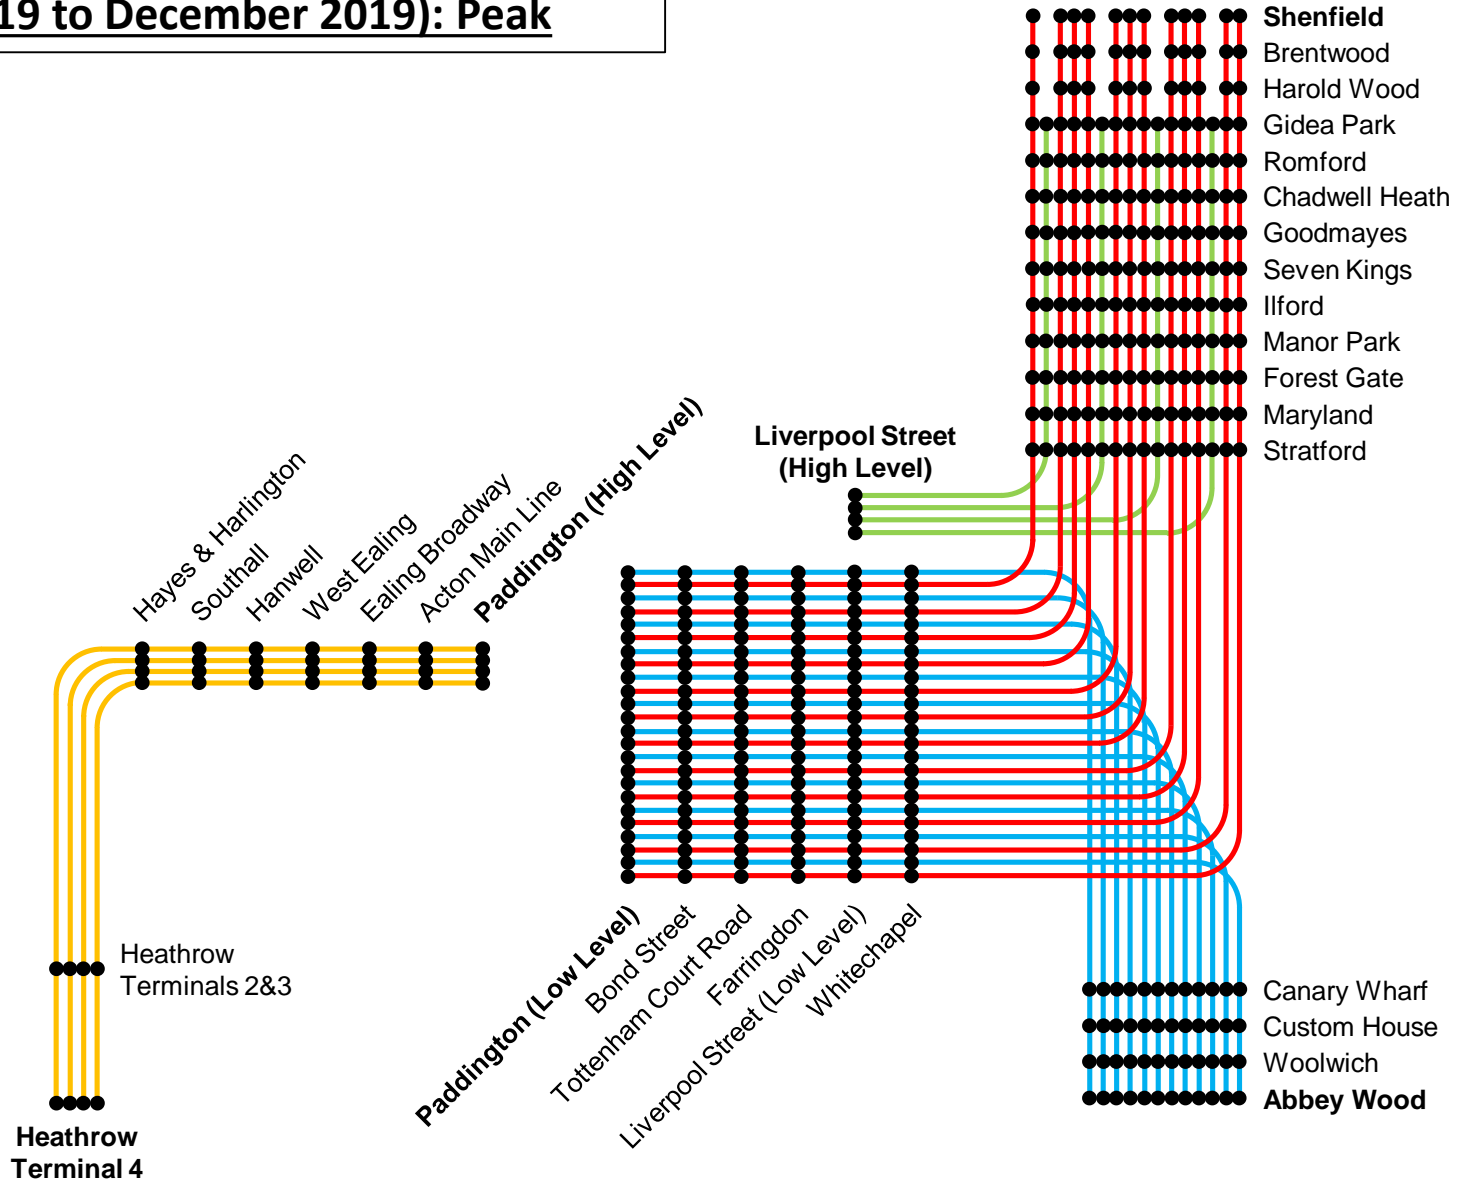 19 to December 2019): Peak
Shenfield
Brentwood
Harold Wood
Gidea Park
Romford
Chadwell Heath
Goodmayes
Seven Kings
Ilford
Manor Park
Forest Gate
Maryland
Stratford
Liverpool Street
(High Level)
Hayes & Harlington
Southall
Hanwell
West Ealing
Ealing Broadway
Acton Main Line
Paddington (High Level)
Heathrow
Terminals 2&3
Heathrow
Terminal 4
Paddington (Low Level)
Bond Street
Tottenham Court Road
Farringdon
Liverpool Street (Low Level)
Whitechapel
Canary Wharf
Custom House
Woolwich
Abbey Wood